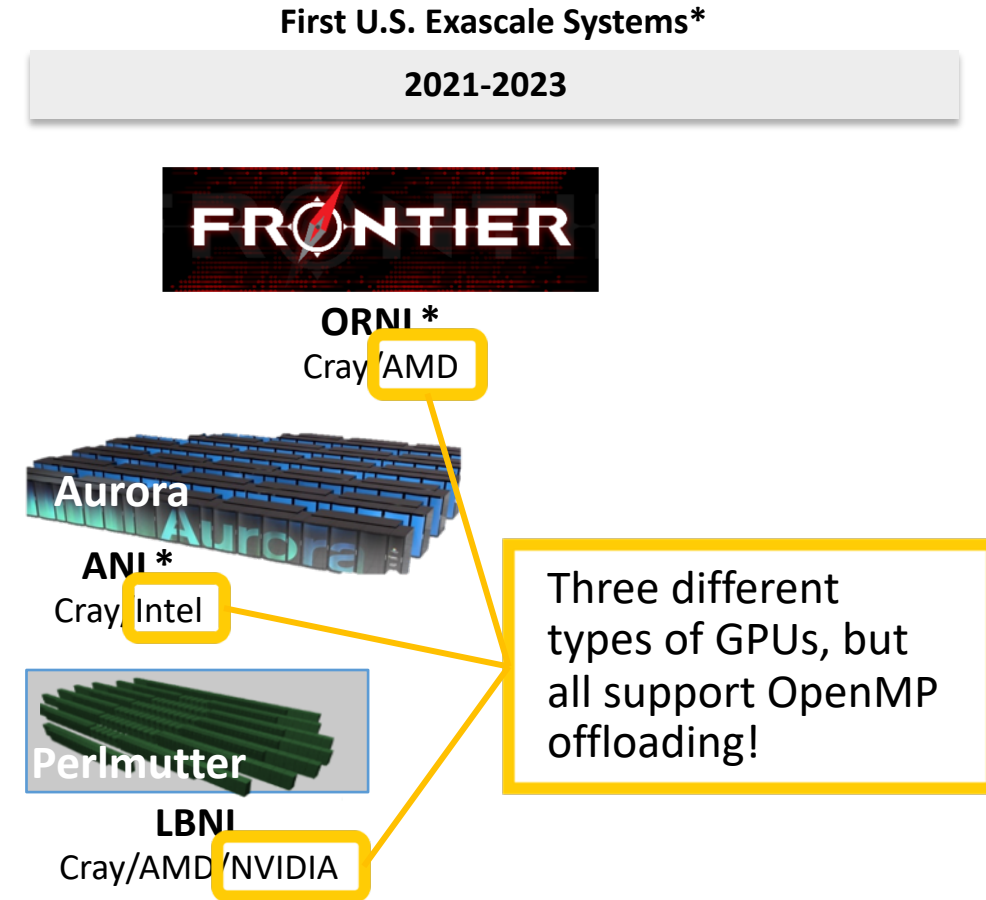 First U.S. Exascale Systems*
2021-2023
FRONTIER
ORNL*
Cray/AMD
Aurora
Aurora
ANL*
Cray/Intel
Three different
types of GPUs, but
all support OpenMP
offloading!
Perlmutter
LBNL
Cray/AMD/NVIDIA